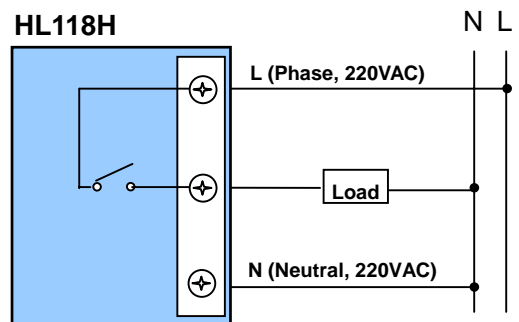 HL118H
N L
L (Phase, 220VAC)
Load
N (Neutral, 220VAC)